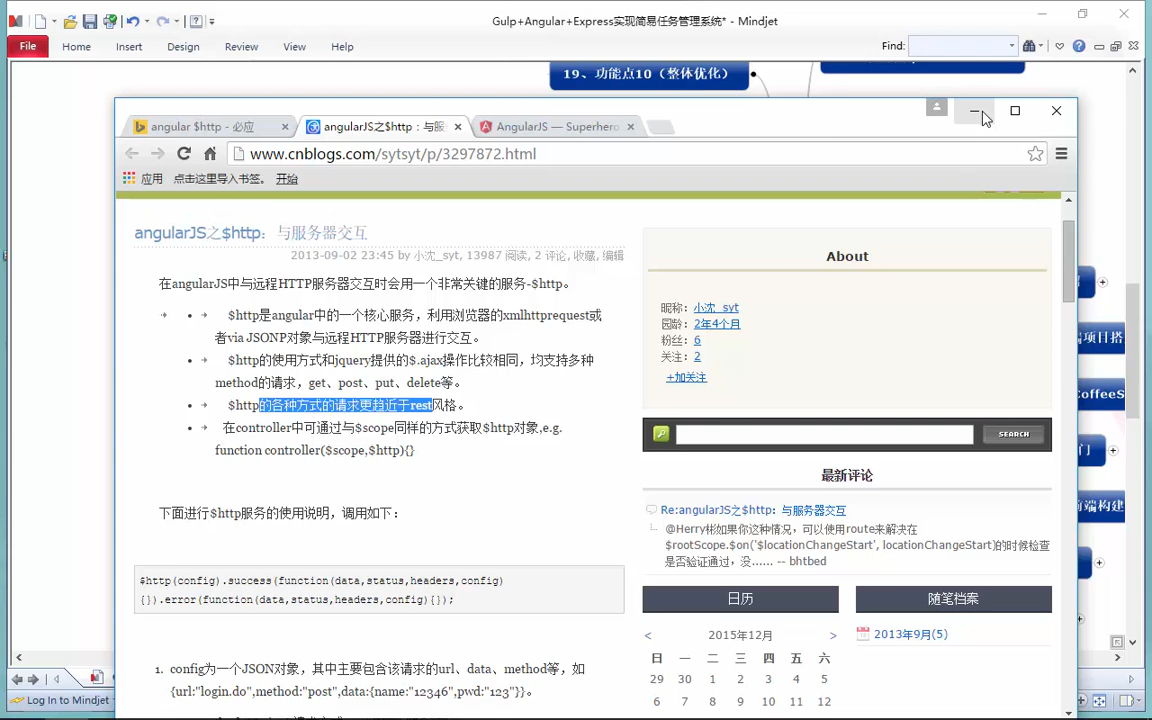 Gulp+Angular+Express实现简易任务管理系统* - Mindjet
File Home Insert Design Review View Help Find:
19、功能点10（整体优化）
angular $http - 必应 angularJS之$http：与服 AngularJS — Superhero
www.cnblogs.com/sytsyt/p/3297872.html
应用 点击这里导入书签。 开始
angularJS之$http：与服务器交互
2013-09-02 23:45 by 小沈_syt, 13987 阅读, 2 评论, 收藏, 编辑
在angularJS中与远程HTTP服务器交互时会用一个非常关键的服务-$http。
$http是angular中的一个核心服务，利用浏览器的xmlhttprequest或
者via JSONP对象与远程HTTP服务器进行交互。
$http的使用方式和jquery提供的$.ajax操作比较相同，均支持多种
method的请求，get、post、put、delete等。
$http的各种方式的请求更趋近于rest风格。
在controller中可通过与$scope同样的方式获取$http对象,e.g.
function controller($scope,$http){}
下面进行$http服务的使用说明，调用如下：
$http(config).success(function(data,status,headers,config)
{}).error(function(data,status,headers,config){});
1. config为一个JSON对象，其中主要包含该请求的url、data、method等，如
{url:"login.do",method:"post",data:{name:"12346",pwd:"123"}}。
About
昵称：小沈_syt
园龄：2年4个月
粉丝：6
关注：2
+加关注
SEARCH
最新评论
Re:angularJS之$http：与服务器交互
@Herry彬如果你这种情况，可以使用route来解决在
$rootScope.$on('$locationChangeStart', locationChangeStart)的时候检查
是否验证通过，没...... -- bhtbed
日历
< 2015年12月 >
日 一 二 三 四 五 六
29 30 1 2 3 4 5
6 7 8 9 10 11 12
随笔档案
2013年9月(5)
端项目搭
CoffeeS
门
前端构建
Log In to Mindjet